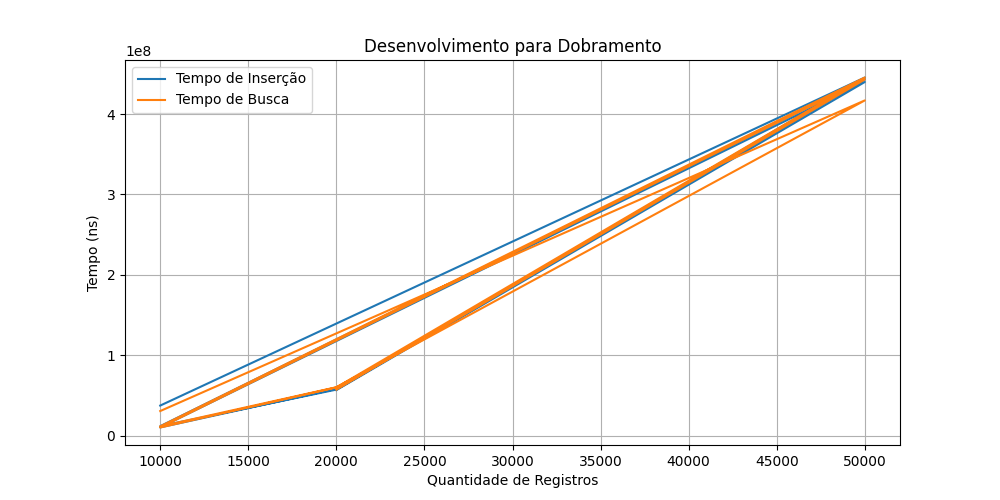 Desenvolvimento para Dobramento
1e8
Tempo de Inserção
Tempo de Busca
4
3
2
1
0
Tempo (ns)
10000 15000 20000 25000 30000 35000 40000 45000 50000
Quantidade de Registros